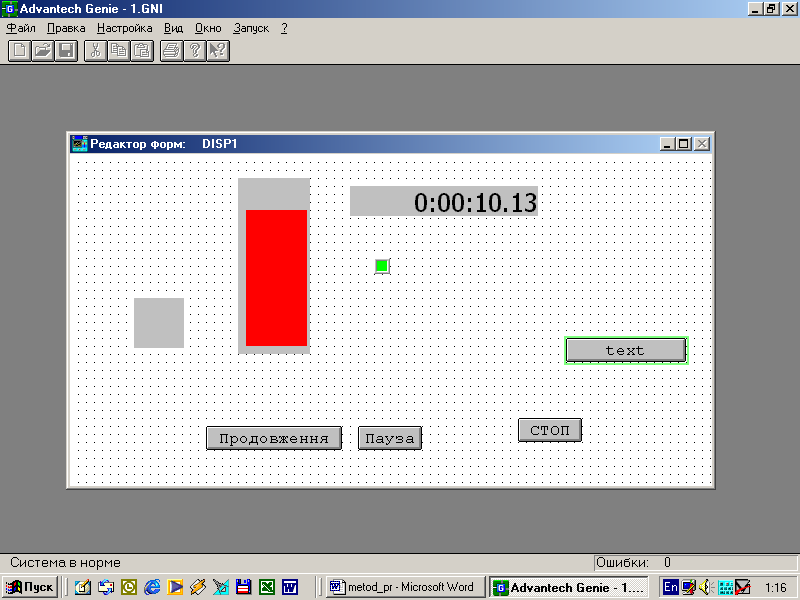 Advantech Genie - 1.GNI
Файл Правка Настройка Вид Окно Запуск ?
Редактор форм: DISP1
0:00:10.13
text
Продовження Пауза СТОП
Система в норме Ошибки: 0
Пуск metod_pr - Microsoft Word Advantech Genie - 1.... En 1:16